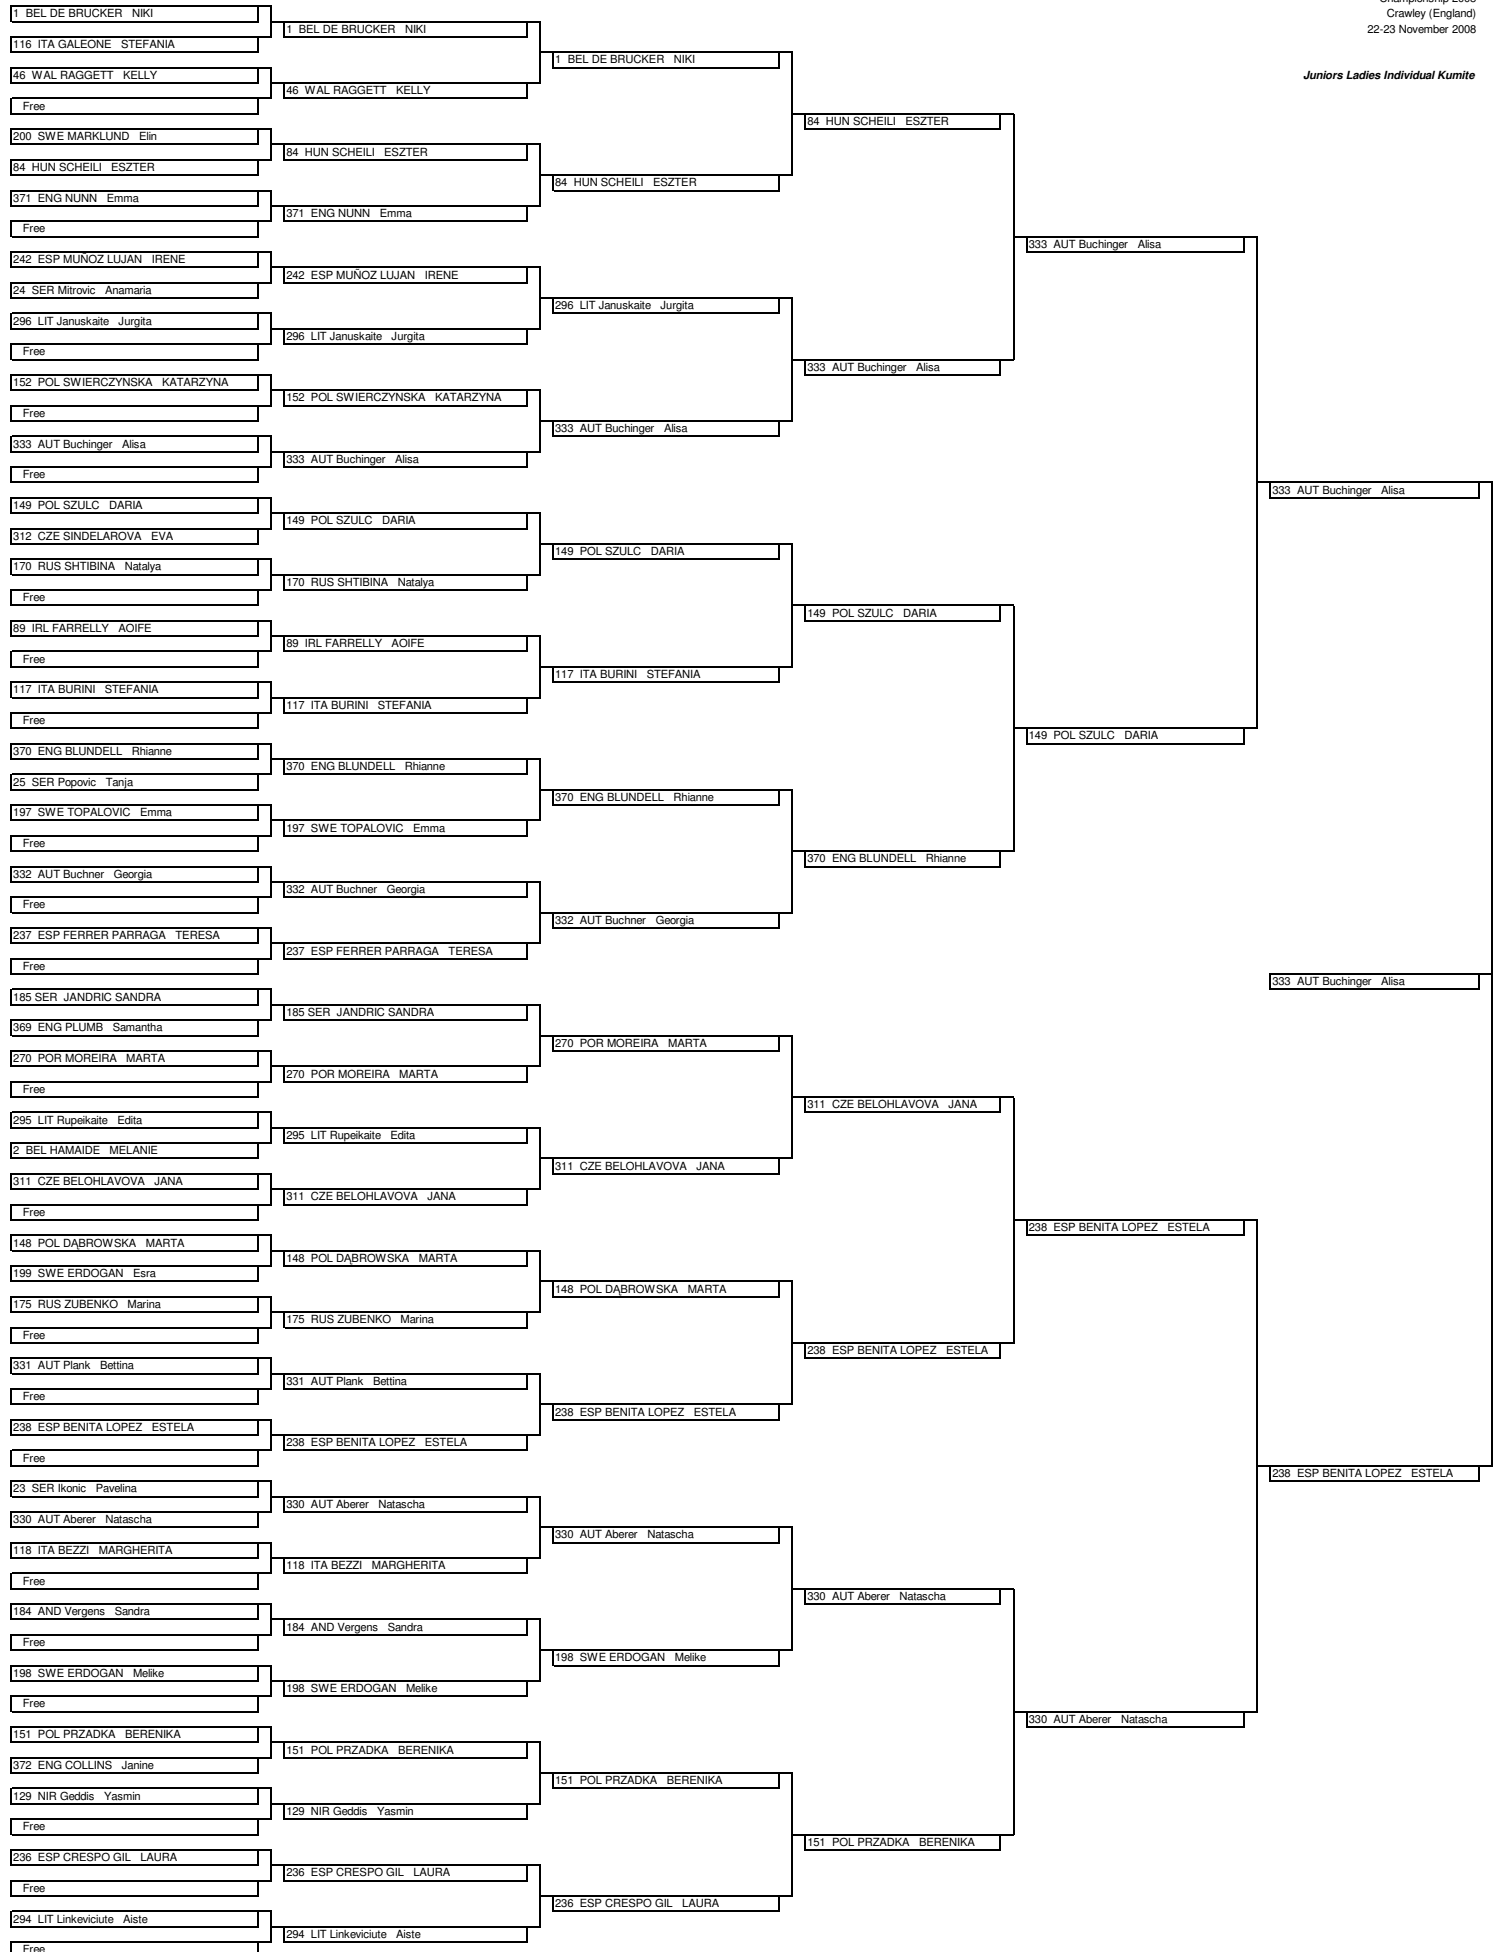 Championship 2008
Crawley (England)
22-23 November 2008
Juniors Ladies Individual Kumite
1 BEL DE BRUCKER NIKI
116 ITA GALEONE STEFANIA
46 WAL RAGGETT KELLY
Free
200 SWE MARKLUND Elin
84 HUN SCHEILI ESZTER
371 ENG NUNN Emma
Free
242 ESP MUÑOZ LUJAN IRENE
24 SER Mitrovic Anamaria
296 LIT Januskaite Jurgita
Free
152 POL SWIERCZYNSKA KATARZYNA
Free
333 AUT Buchinger Alisa
Free
149 POL SZULC DARIA
312 CZE SINDELAROVA EVA
170 RUS SHTIBINA Natalya
Free
89 IRL FARRELLY AOIFE
Free
117 ITA BURINI STEFANIA
Free
370 ENG BLUNDELL Rhianne
25 SER Popovic Tanja
197 SWE TOPALOVIC Emma
Free
332 AUT Buchner Georgia
Free
237 ESP FERRER PARRAGA TERESA
Free
185 SER JANDRIC SANDRA
369 ENG PLUMB Samantha
270 POR MOREIRA MARTA
Free
295 LIT Rupeikaite Edita
2 BEL HAMAIDE MELANIE
311 CZE BELOHLAVOVA JANA
Free
148 POL DĄBROWSKA MARTA
199 SWE ERDOGAN Esra
175 RUS ZUBENKO Marina
Free
331 AUT Plank Bettina
Free
238 ESP BENITA LOPEZ ESTELA
Free
23 SER Ikonic Pavelina
330 AUT Aberer Natascha
118 ITA BEZZI MARGHERITA
Free
184 AND Vergens Sandra
Free
198 SWE ERDOGAN Melike
Free
151 POL PRZADKA BERENIKA
372 ENG COLLINS Janine
129 NIR Geddis Yasmin
Free
236 ESP CRESPO GIL LAURA
Free
294 LIT Linkeviciute Aiste
Free
1 BEL DE BRUCKER NIKI
46 WAL RAGGETT KELLY
84 HUN SCHEILI ESZTER
371 ENG NUNN Emma
242 ESP MUÑOZ LUJAN IRENE
296 LIT Januskaite Jurgita
152 POL SWIERCZYNSKA KATARZYNA
333 AUT Buchinger Alisa
149 POL SZULC DARIA
170 RUS SHTIBINA Natalya
89 IRL FARRELLY AOIFE
117 ITA BURINI STEFANIA
370 ENG BLUNDELL Rhianne
197 SWE TOPALOVIC Emma
332 AUT Buchner Georgia
237 ESP FERRER PARRAGA TERESA
185 SER JANDRIC SANDRA
270 POR MOREIRA MARTA
295 LIT Rupeikaite Edita
311 CZE BELOHLAVOVA JANA
148 POL DĄBROWSKA MARTA
175 RUS ZUBENKO Marina
331 AUT Plank Bettina
238 ESP BENITA LOPEZ ESTELA
330 AUT Aberer Natascha
118 ITA BEZZI MARGHERITA
184 AND Vergens Sandra
198 SWE ERDOGAN Melike
151 POL PRZADKA BERENIKA
129 NIR Geddis Yasmin
236 ESP CRESPO GIL LAURA
294 LIT Linkeviciute Aiste
1 BEL DE BRUCKER NIKI
84 HUN SCHEILI ESZTER
296 LIT Januskaite Jurgita
333 AUT Buchinger Alisa
149 POL SZULC DARIA
117 ITA BURINI STEFANIA
370 ENG BLUNDELL Rhianne
332 AUT Buchner Georgia
270 POR MOREIRA MARTA
311 CZE BELOHLAVOVA JANA
148 POL DĄBROWSKA MARTA
238 ESP BENITA LOPEZ ESTELA
330 AUT Aberer Natascha
198 SWE ERDOGAN Melike
151 POL PRZADKA BERENIKA
236 ESP CRESPO GIL LAURA
84 HUN SCHEILI ESZTER
333 AUT Buchinger Alisa
149 POL SZULC DARIA
370 ENG BLUNDELL Rhianne
311 CZE BELOHLAVOVA JANA
238 ESP BENITA LOPEZ ESTELA
330 AUT Aberer Natascha
151 POL PRZADKA BERENIKA
333 AUT Buchinger Alisa
149 POL SZULC DARIA
238 ESP BENITA LOPEZ ESTELA
330 AUT Aberer Natascha
333 AUT Buchinger Alisa
333 AUT Buchinger Alisa
238 ESP BENITA LOPEZ ESTELA